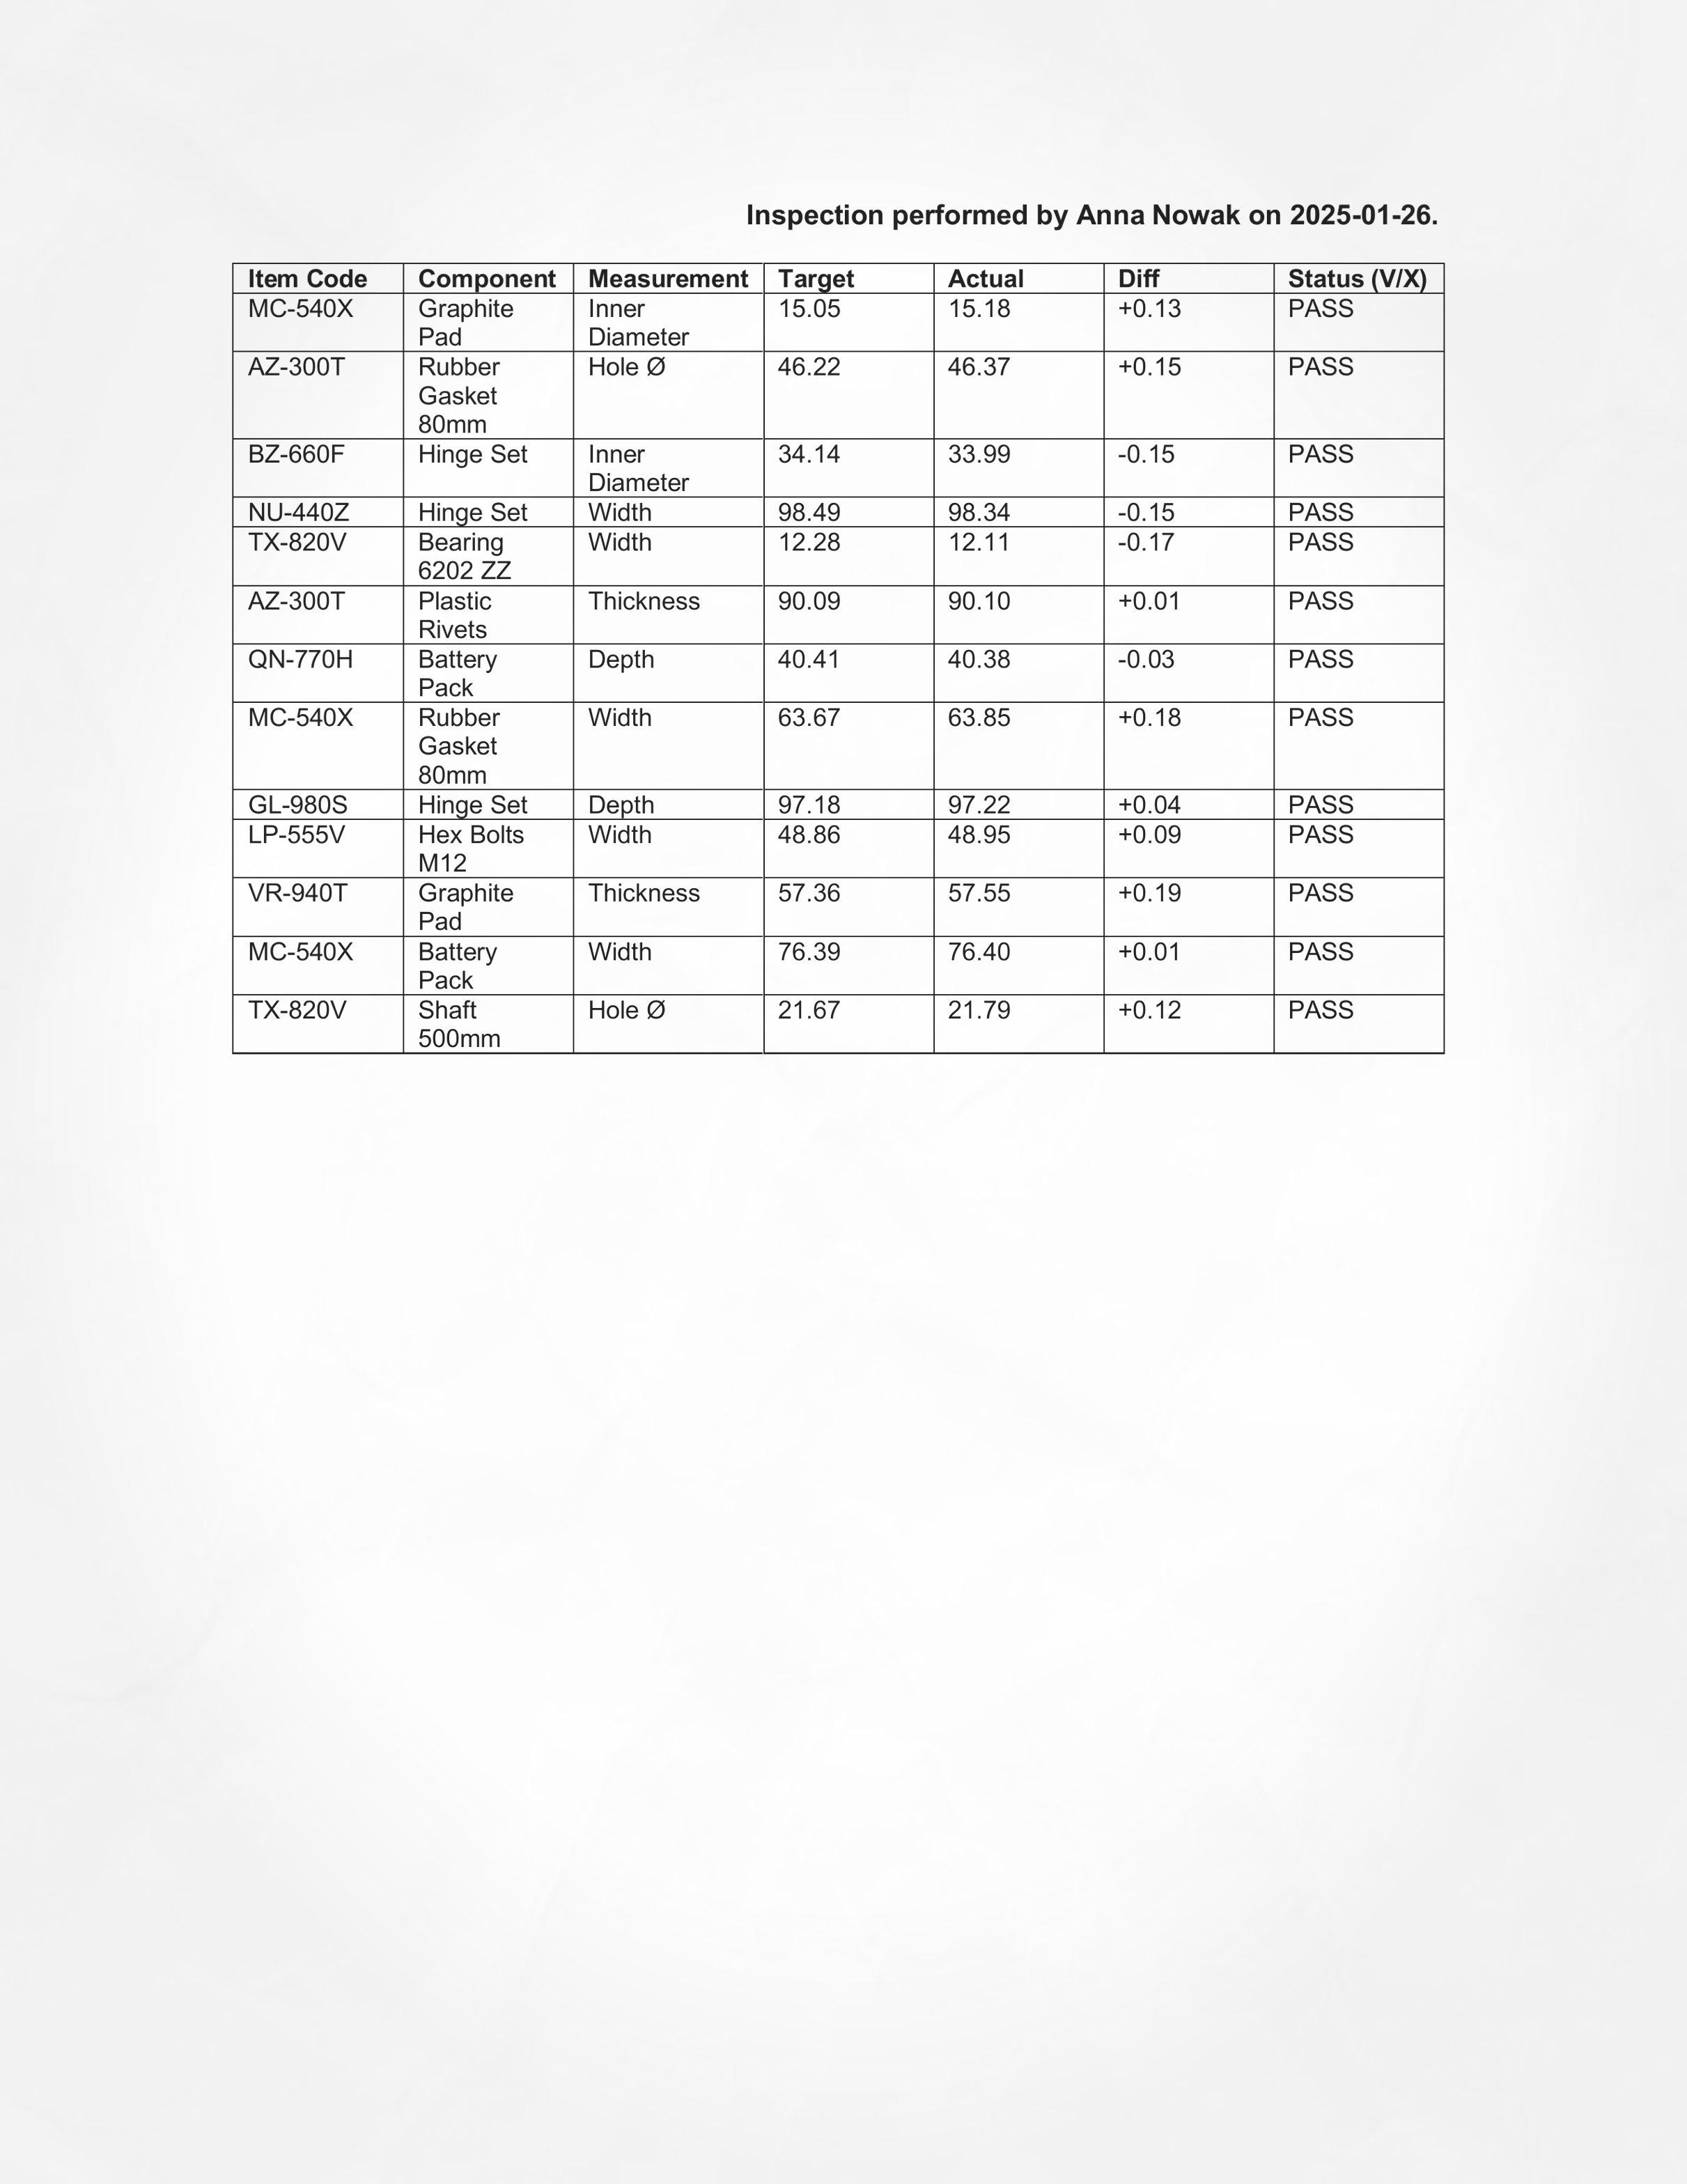 Inspection performed by Anna Nowak on 2025-01-26.
Item Code Component Measurement Target Actual Diff Status (V/X)
MC-540X Graphite Pad Inner Diameter 15.05 15.18 +0.13 PASS
AZ-300T Rubber Gasket 80mm Hole Ø 46.22 46.37 +0.15 PASS
BZ-660F Hinge Set Inner Diameter 34.14 33.99 -0.15 PASS
NU-440Z Hinge Set Width 98.49 98.34 -0.15 PASS
TX-820V Bearing 6202 ZZ Width 12.28 12.11 -0.17 PASS
AZ-300T Plastic Rivets Thickness 90.09 90.10 +0.01 PASS
QN-770H Battery Pack Depth 40.41 40.38 -0.03 PASS
MC-540X Rubber Gasket 80mm Width 63.67 63.85 +0.18 PASS
GL-980S Hinge Set Depth 97.18 97.22 +0.04 PASS
LP-555V Hex Bolts M12 Width 48.86 48.95 +0.09 PASS
VR-940T Graphite Pad Thickness 57.36 57.55 +0.19 PASS
MC-540X Battery Pack Width 76.39 76.40 +0.01 PASS
TX-820V Shaft 500mm Hole Ø 21.67 21.79 +0.12 PASS